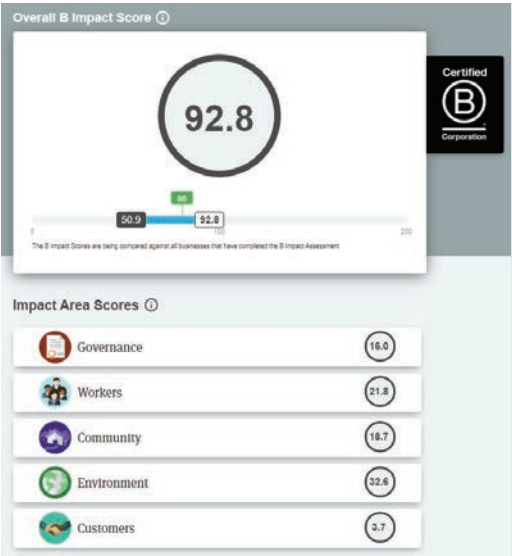 Overall B Impact Score
92.8
Certified
B
Corporation
80
50.9
92.8
0
100
200
The B Impact Scores are being compared against all businesses that have completed the B Impact Assessment
Impact Area Scores
Governance
16.0
Workers
21.8
Community
18.7
Environment
32.6
Customers
3.7